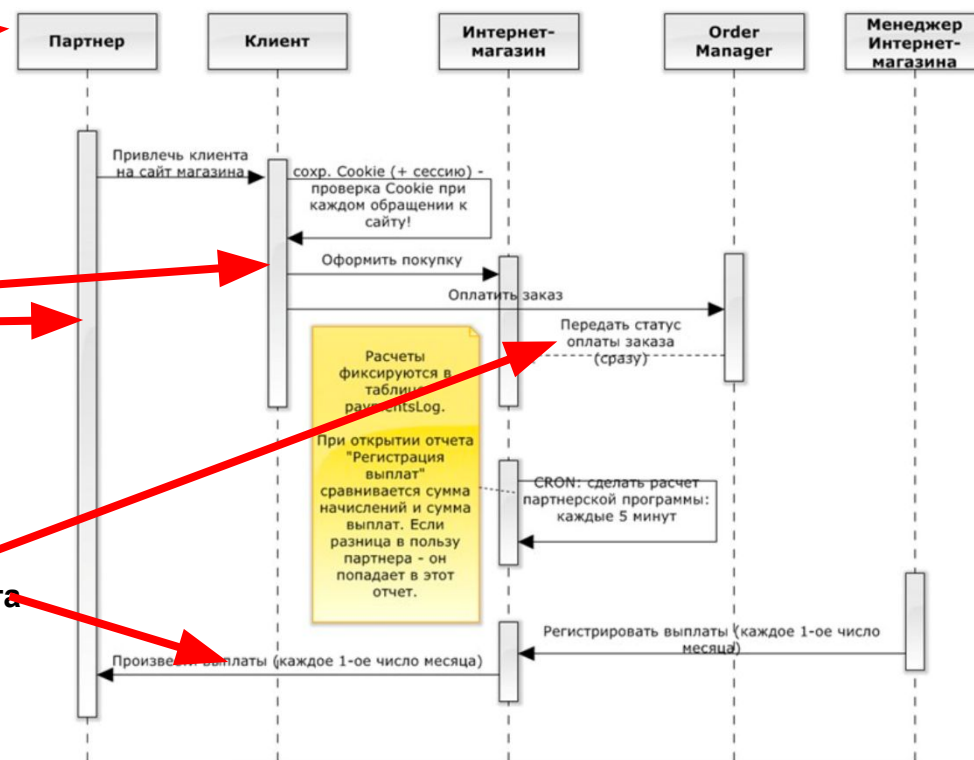 Партнер
Клиент
Интернет-
магазин
Order
Manager
Менеджер
Интернет-
магазина
Привлечь клиента
на сайт магазина
сохр. Cookie (+ сессию) -
проверка Cookie при
каждом обращении к
сайту!
Оформить покупку
Оплатить заказ
Передать статус
оплаты заказа
(сразу)
Расчеты
фиксируются в
таблице
paymentsLog.
При открытии отчета
"Регистрация
выплат"
сравнивается сумма
начислений и сумма
выплат. Если
разница в пользу
партнера - он
попадает в этот
отчет.
CRON: сделать расчет
партнерской программы:
каждые 5 минут
та
Регистрировать выплаты (каждое 1-ое число
месяца)
Произвести выплаты (каждое 1-ое число месяца)